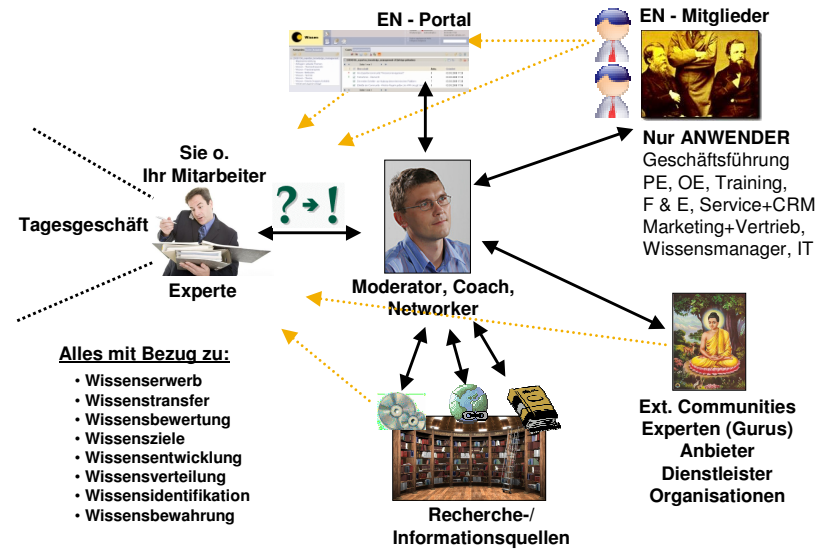 EN - Portal
EN - Mitglieder
Wissen
Nur ANWENDER
Geschäftsführung
PE, OE, Training,
F & E, Service+CRM
Marketing+Vertrieb,
Wissensmanager, IT
Sie o.
Ihr Mitarbeiter
Tagesgeschäft
? !
Experte
Moderator, Coach,
Networker
Alles mit Bezug zu:
• Wissenserwerb
• Wissenstransfer
• Wissensbewertung
• Wissensziele
• Wissensentwicklung
• Wissensverteilung
• Wissensidentifikation
• Wissensbewahrung
Recherche-/
Informationsquellen
Ext. Communities
Experten (Gurus)
Anbieter
Dienstleister
Organisationen